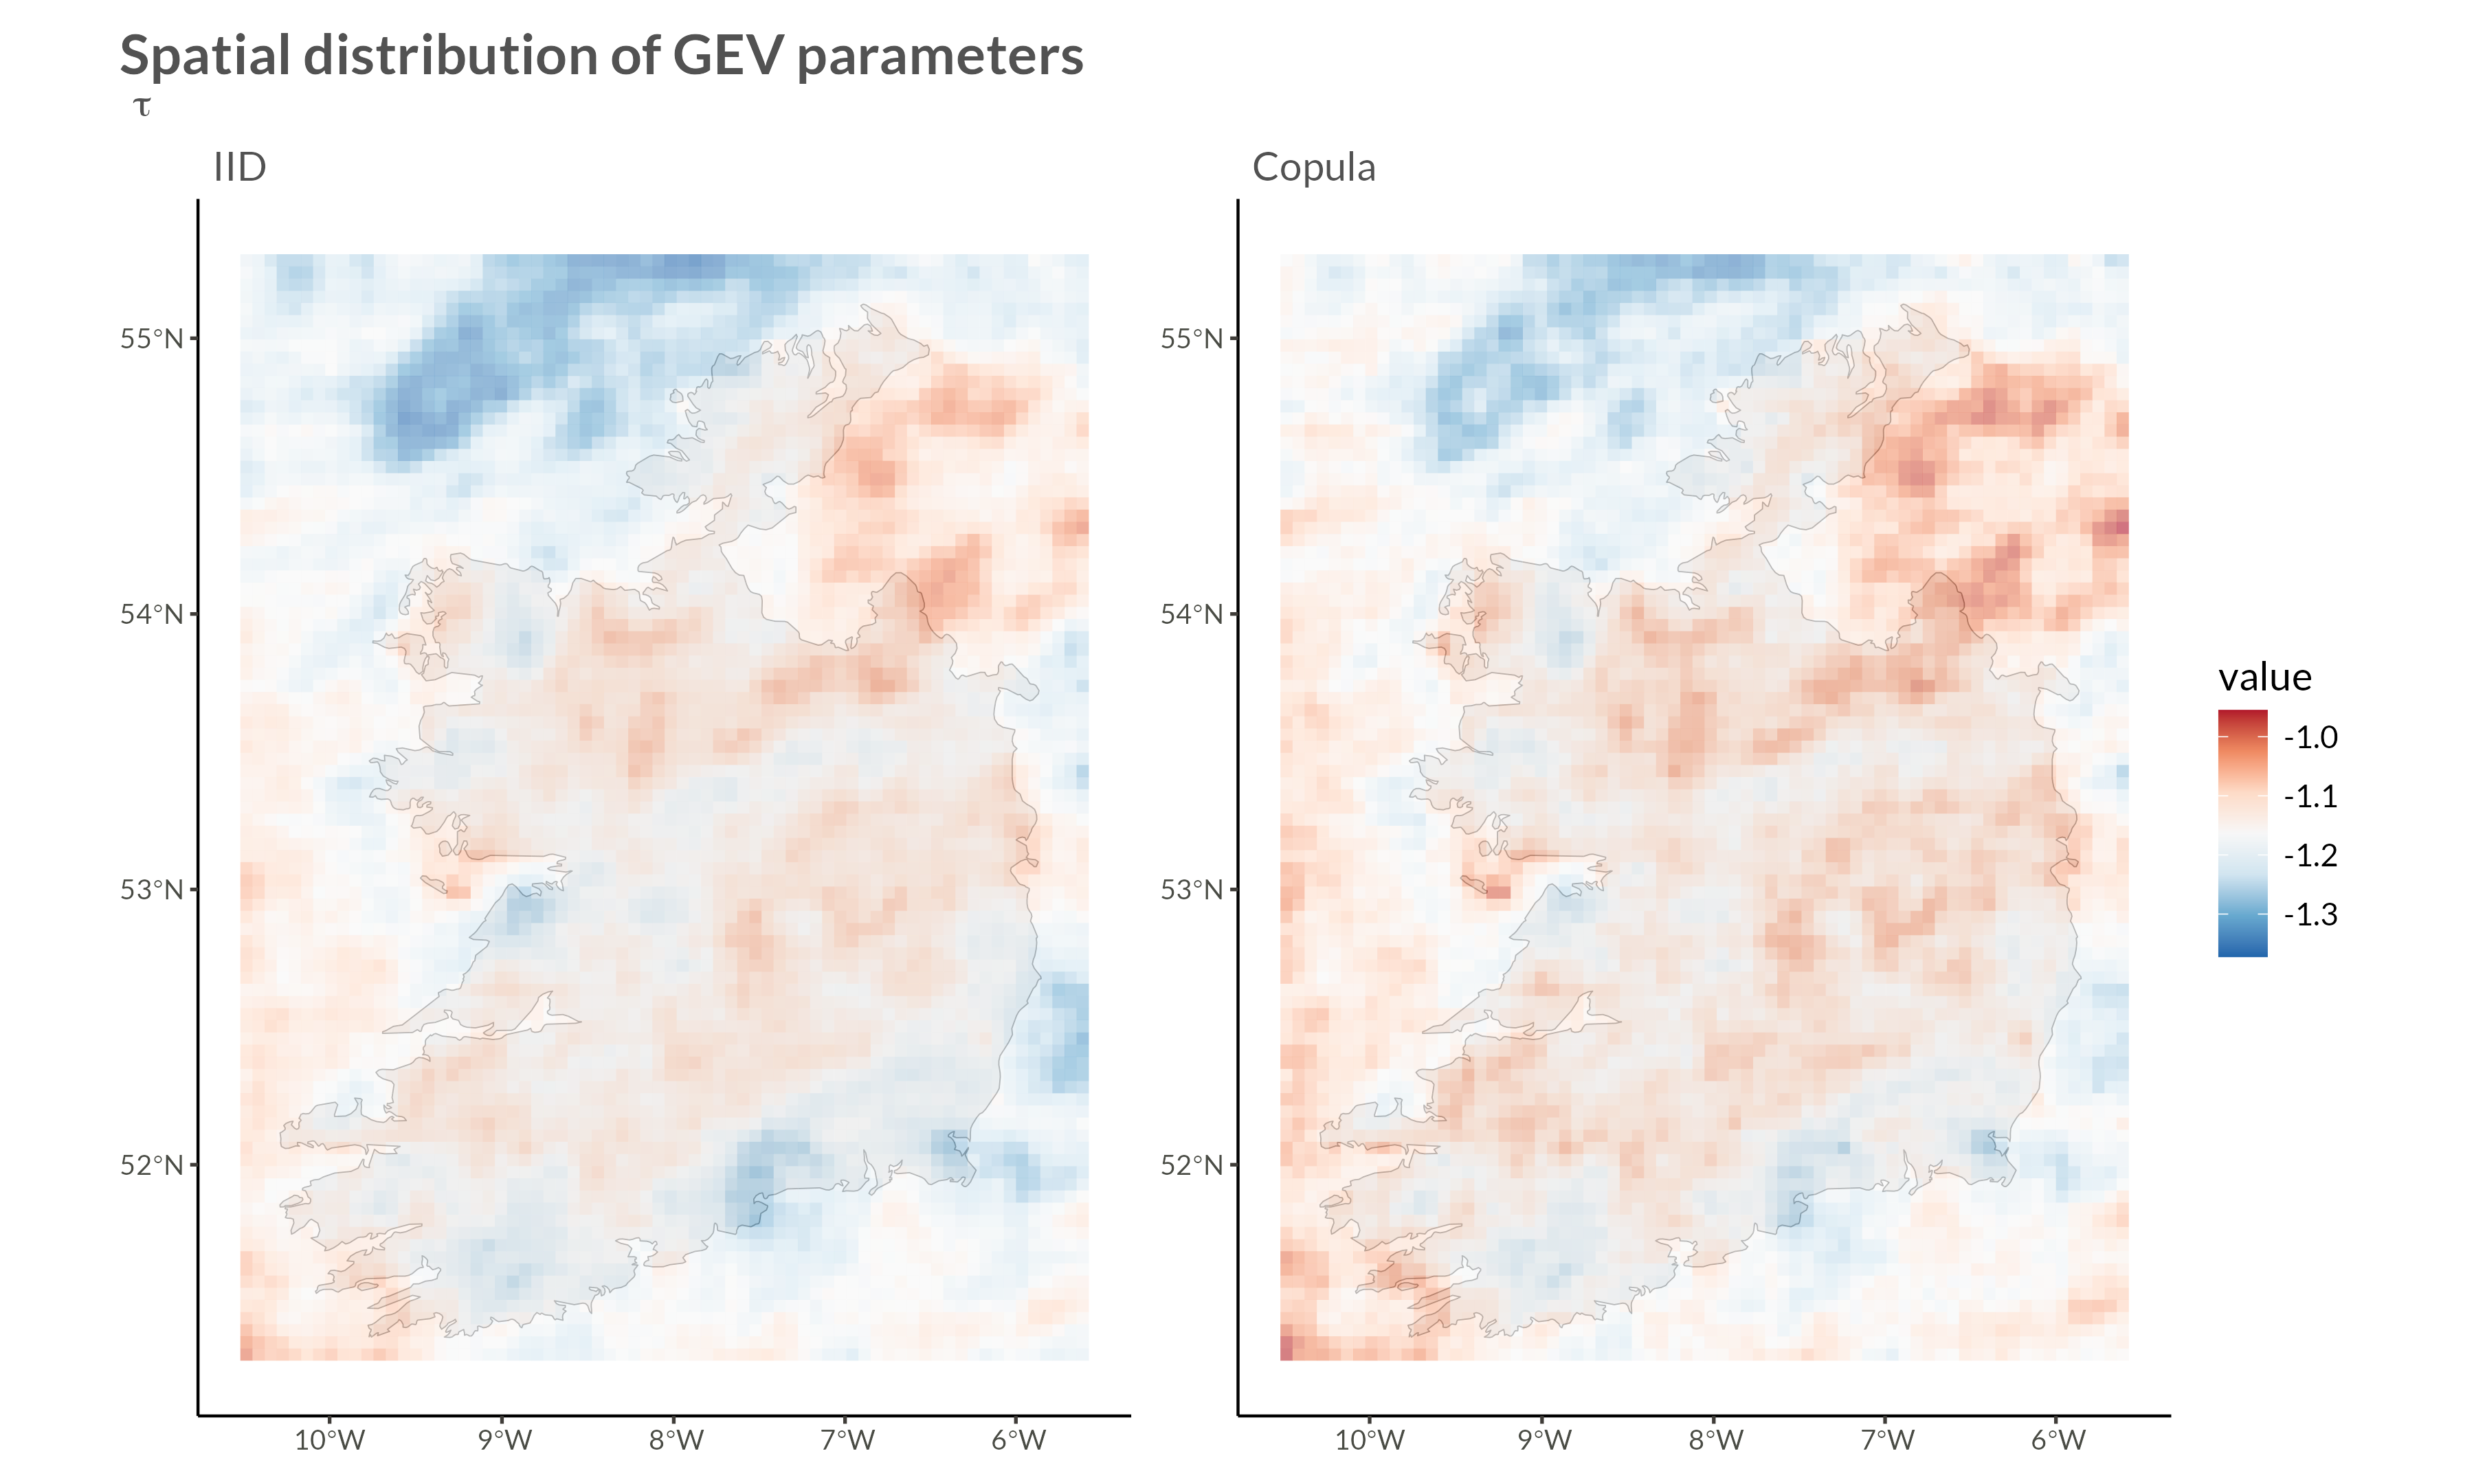 Spatial distribution of GEV parameters
τ
IID
Copula
55°N
54°N
53°N
52°N
10°W
9°W
8°W
7°W
6°W
55°N
54°N
53°N
52°N
10°W
9°W
8°W
7°W
6°W
value
-1.0
-1.1
-1.2
-1.3